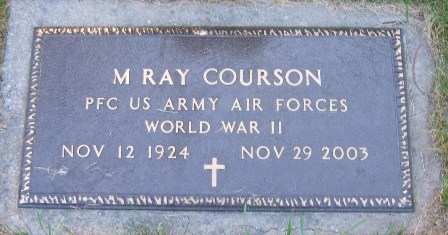 M RAY COURSON
PFC US ARMY AIR FORCES
WORLD WAR II
NOV 12 1924 NOV 29 2003